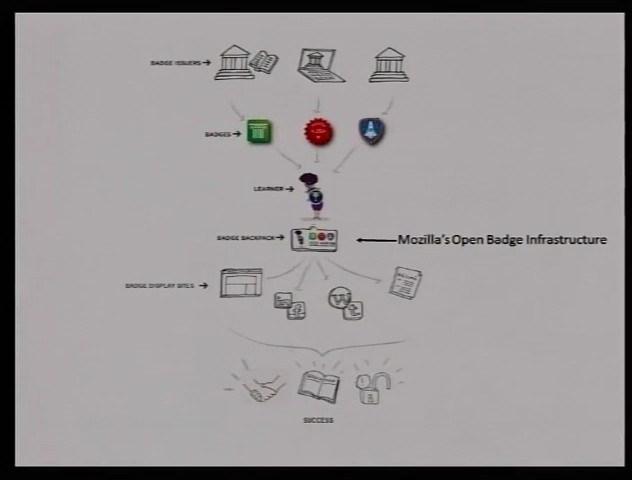 BADGE ISSUERS
BADGES
LEARNER
BADGE BACKPACK
Mozilla's Open Badge Infrastructure
BADGE DISPLAY SITES
SUCCESS